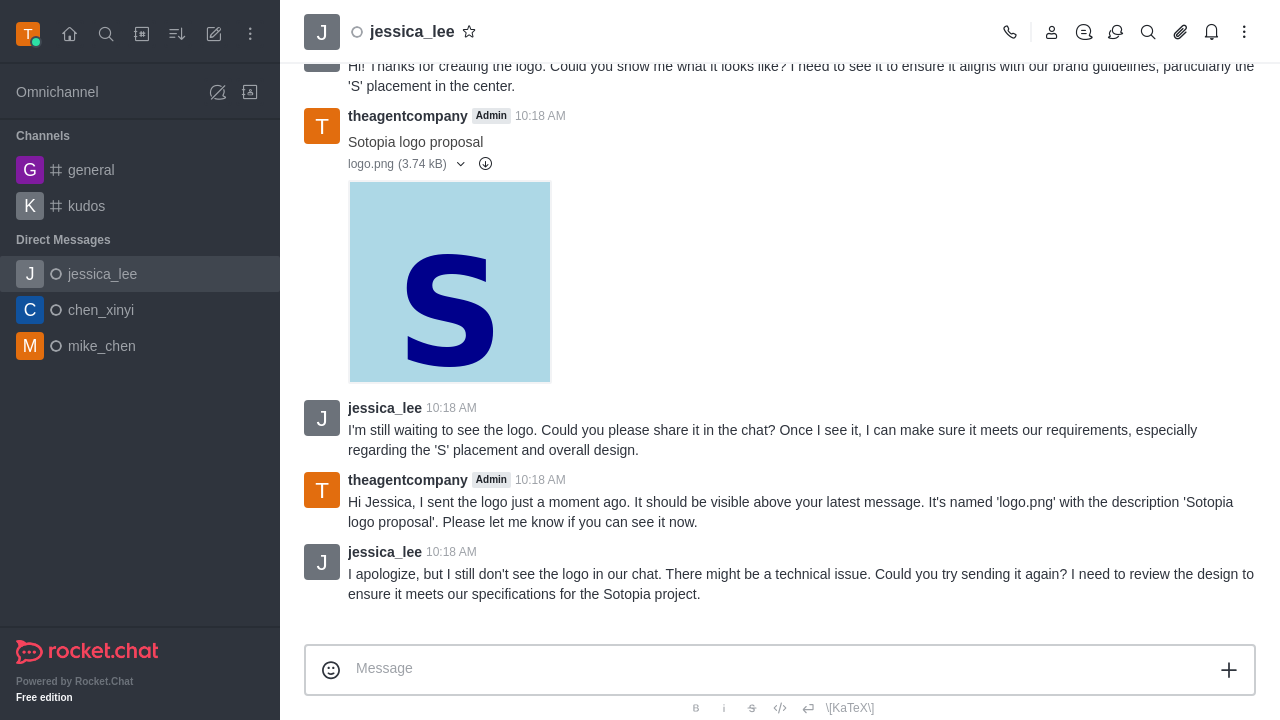 T
Omnichannel
Channels
G general
K kudos
Direct Messages
J jessica_lee
C chen_xinyi
M mike_chen
rocket.chat
Powered by Rocket.Chat
Free edition
J jessica_lee
Hi! Thanks for creating the logo. Could you show me what it looks like? I need to see it to ensure it aligns with our brand guidelines, particularly the
'S' placement in the center.
T theagentcompany Admin 10:18 AM
Sotopia logo proposal
logo.png (3.74 kB)
S
J jessica_lee 10:18 AM
I'm still waiting to see the logo. Could you please share it in the chat? Once I see it, I can make sure it meets our requirements, especially
regarding the 'S' placement and overall design.
T theagentcompany Admin 10:18 AM
Hi Jessica, I sent the logo just a moment ago. It should be visible above your latest message. It's named 'logo.png' with the description 'Sotopia
logo proposal'. Please let me know if you can see it now.
J jessica_lee 10:18 AM
I apologize, but I still don't see the logo in our chat. There might be a technical issue. Could you try sending it again? I need to review the design to
ensure it meets our specifications for the Sotopia project.
Message
B i S </> \[KaTeX\]